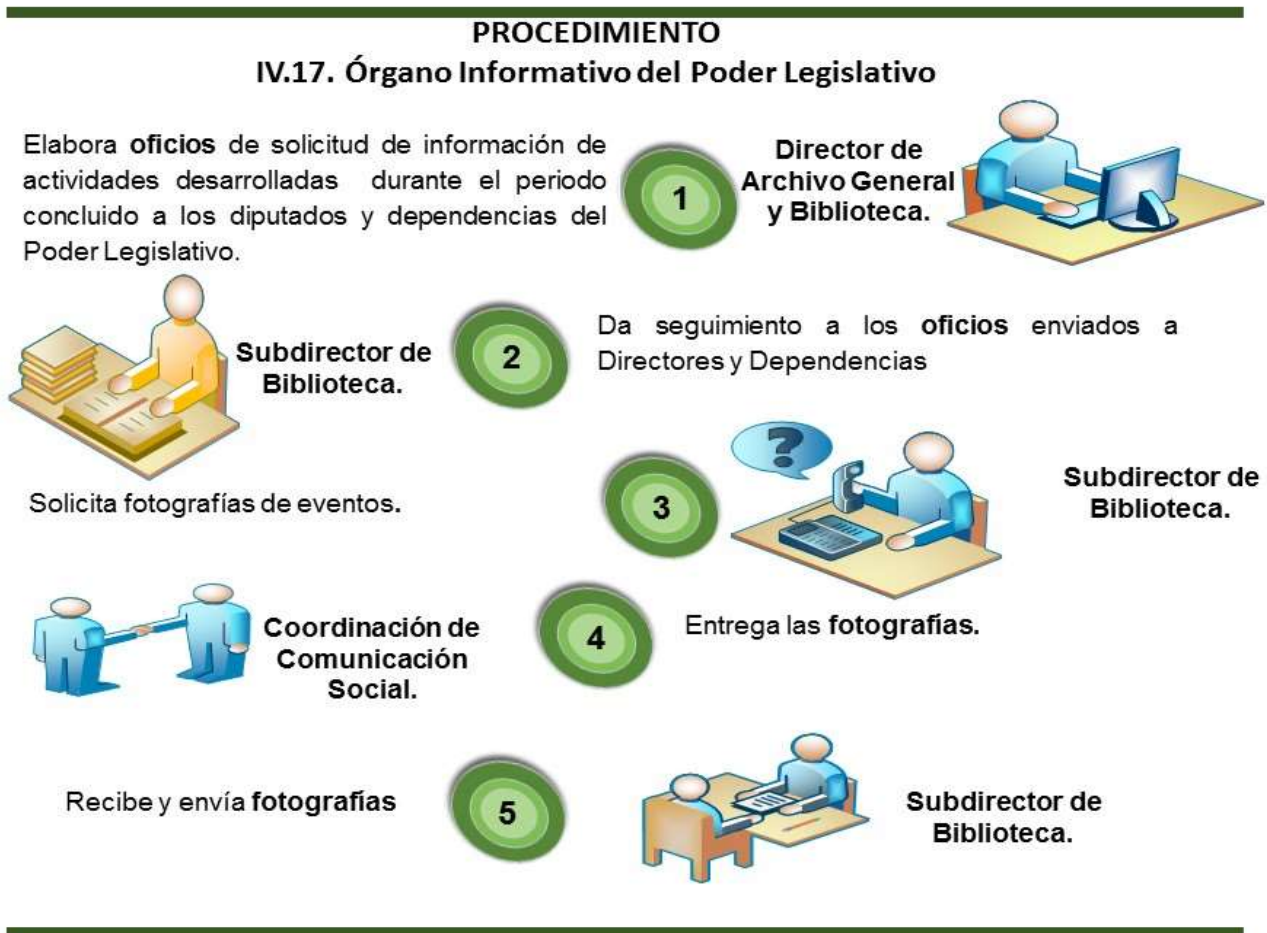 PROCEDIMIENTO
IV.17. Órgano Informativo del Poder Legislativo
Elabora oficios de solicitud de información de
actividades desarrolladas durante el periodo
concluido a los diputados y dependencias del
Poder Legislativo.
1
Director de
Archivo General
y Biblioteca.
Subdirector de
Biblioteca.
2
Da seguimiento a los oficios enviados a
Directores y Dependencias
Solicita fotografías de eventos.
3
?
Subdirector de
Biblioteca.
Coordinación de
Comunicación
Social.
4
Entrega las fotografías.
Recibe y envía fotografías
5
Subdirector de
Biblioteca.